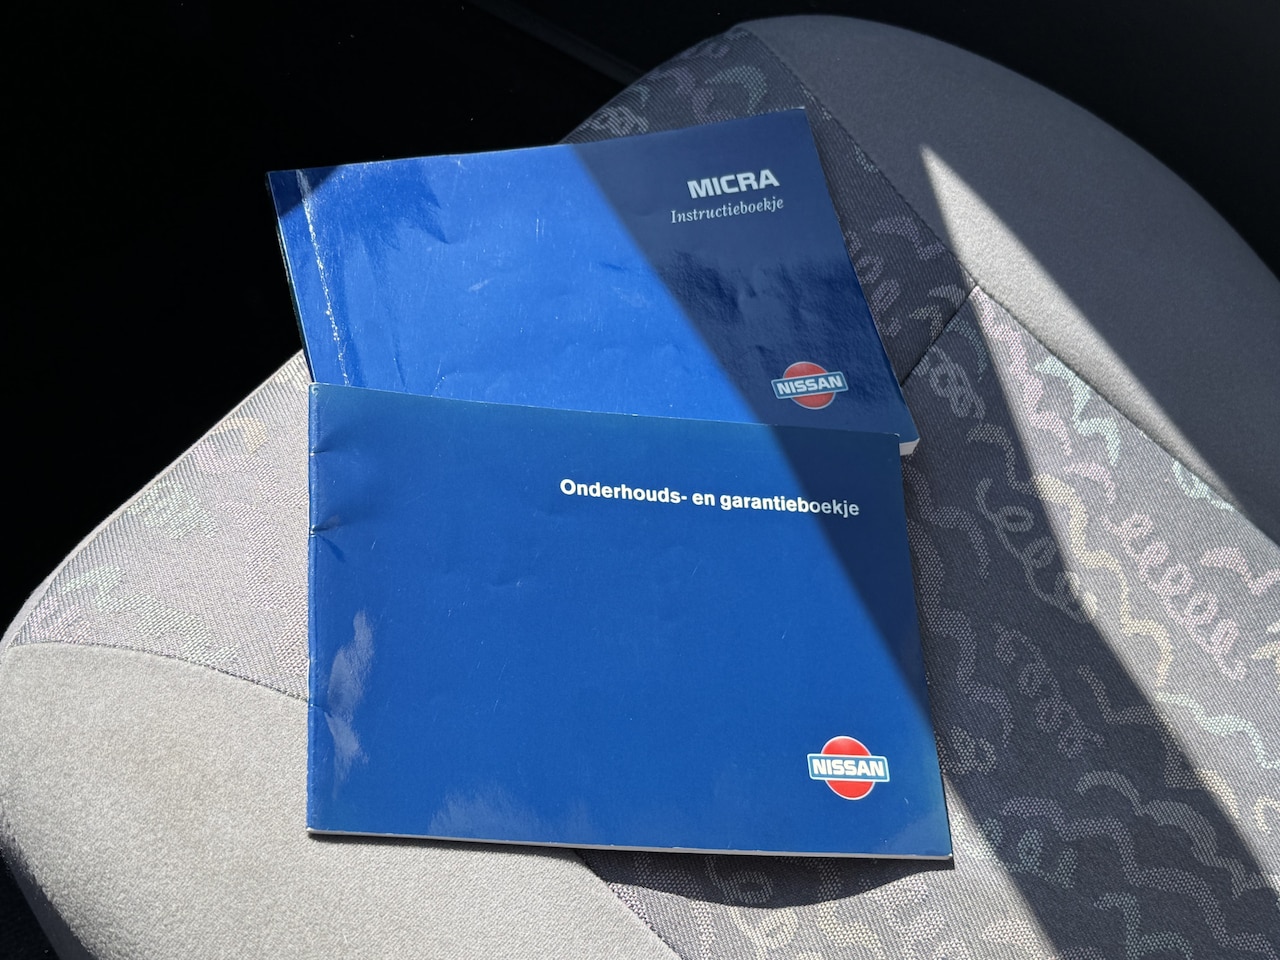 MICRA
Instructieboekje
NISSAN
Onderhouds- en garantieboekje
NISSAN